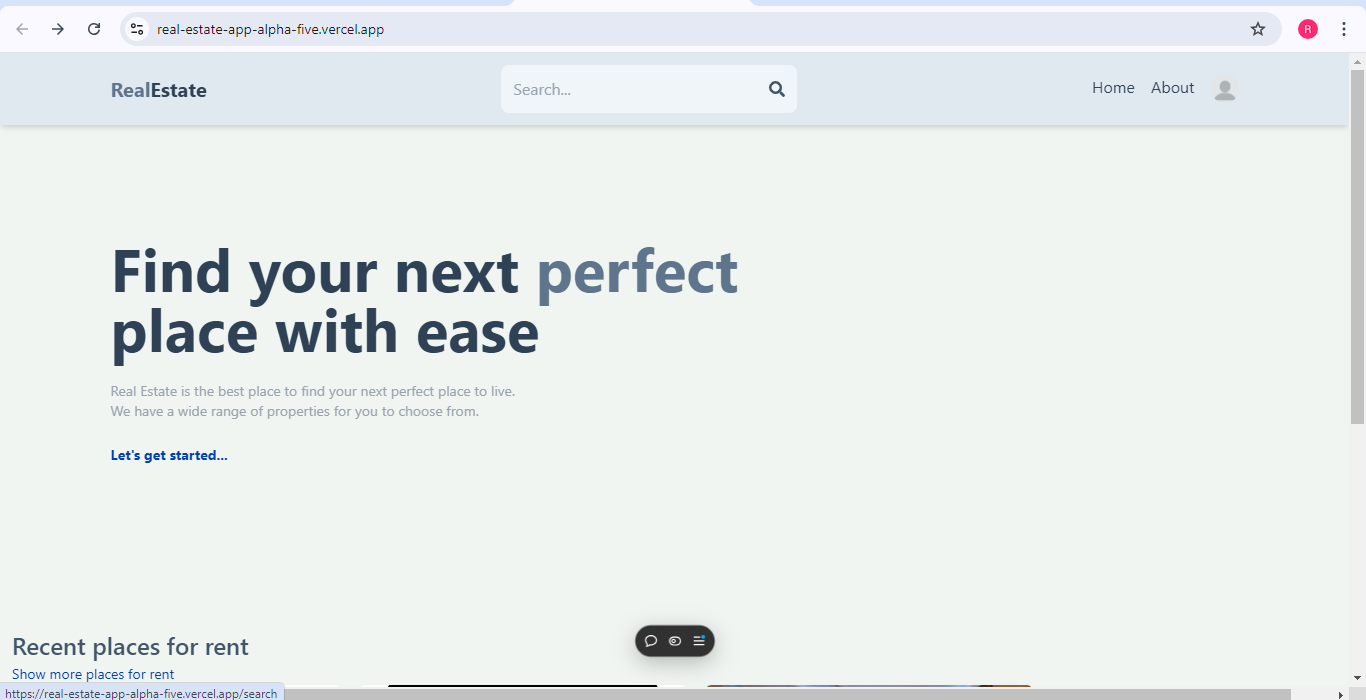 real-estate-app-alpha-five.vercel.app
R
RealEstate
Search...
Home
About
Find your next perfect
place with ease
Real Estate is the best place to find your next perfect place to live.
We have a wide range of properties for you to choose from.
Let's get started...
Recent places for rent
Show more places for rent
https://real-estate-app-alpha-five.vercel.app/search